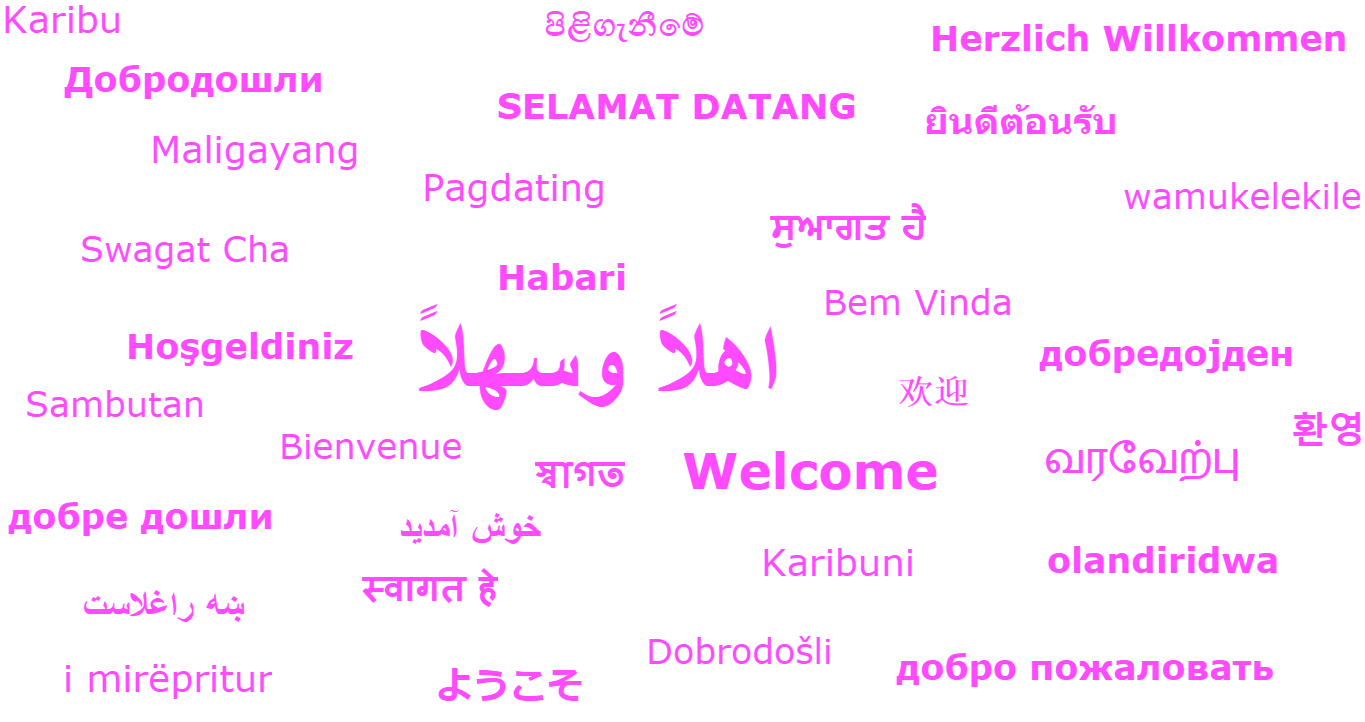 Karibu
පිළිගැනීමේ
Herzlich Willkommen
Добродошли
SELAMAT DATANG
ยินดีต้อนรับ
Maligayang
Pagdating
wamukelekile
ਸੁਆਗਤ ਹੈ
Swagat Cha
Habari
Bem Vinda
اهلاً وسهلاً
Hoşgeldiniz
добредојден
欢迎
Sambutan
환영
Bienvenue
স্বাগত
Welcome
வரவேற்பு
добре дошли
خوش آمدید
Karibuni
olandiridwa
स्वागत हे
ښه راغلاست
Dobrodošli
добро пожаловать
i mirëpritur
ようこそ